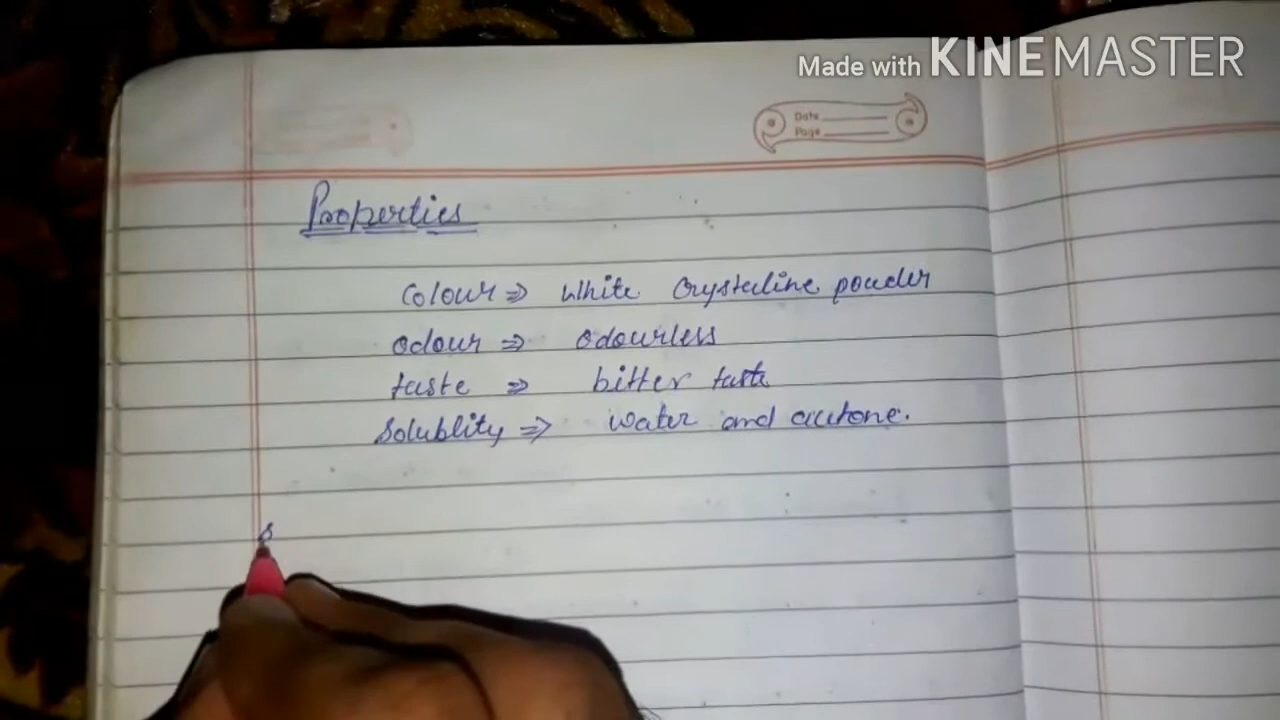 Made with KINEMASTER
Date
Page
Properties
Colour ⇒ White Crystaline powder
odour ⇒ odourless
taste ⇒ bitter taste
Solublity ⇒ water and acetone.
S